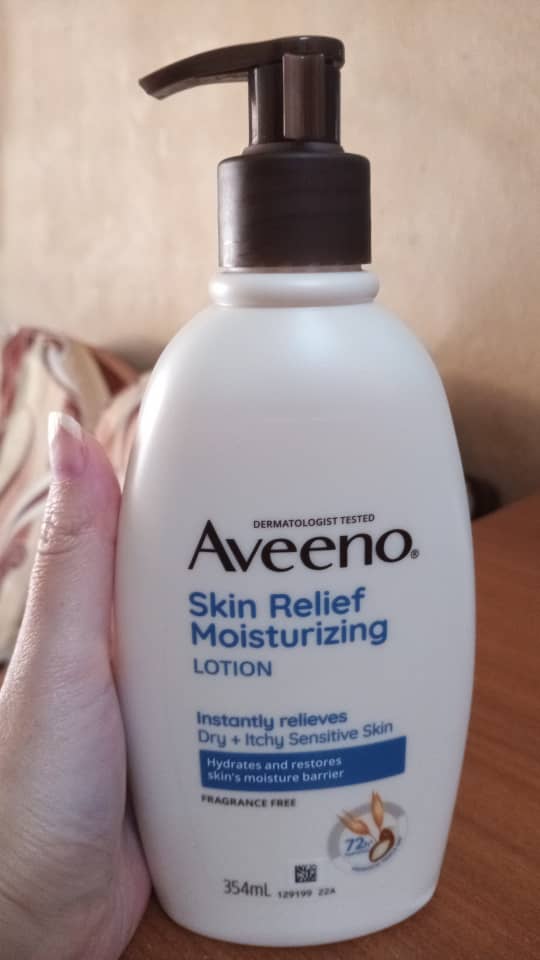 DERMATOLOGIST TESTED
Aveeno®
Skin Relief
Moisturizing
LOTION
Instantly relieves
Dry + Itchy Sensitive Skin
Hydrates and restores
skin's moisture barrier
FRAGRANCE FREE
72hr
354mL 129199 22A